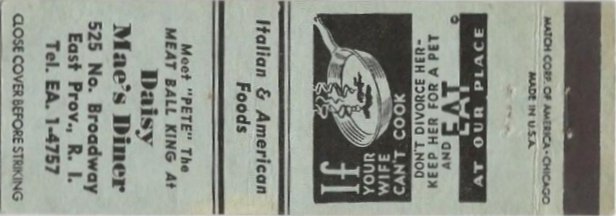 IF
YOUR
WIFE
CAN'T COOK
DON'T DIVORCE HER-
KEEP HER FOR A PET
AND EAT ©
AT OUR PLACE
MATCH CORP. OF AMERICA-CHICAGO
MADE IN U.S.A.
Italian & American
Foods
Meet "PETE" The
MEAT BALL KING At
Daisy
Mae's Diner
525 No. Broadway
East Prov., R. I.
Tel. EA. 1-4757
CLOSE COVER BEFORE STRIKING